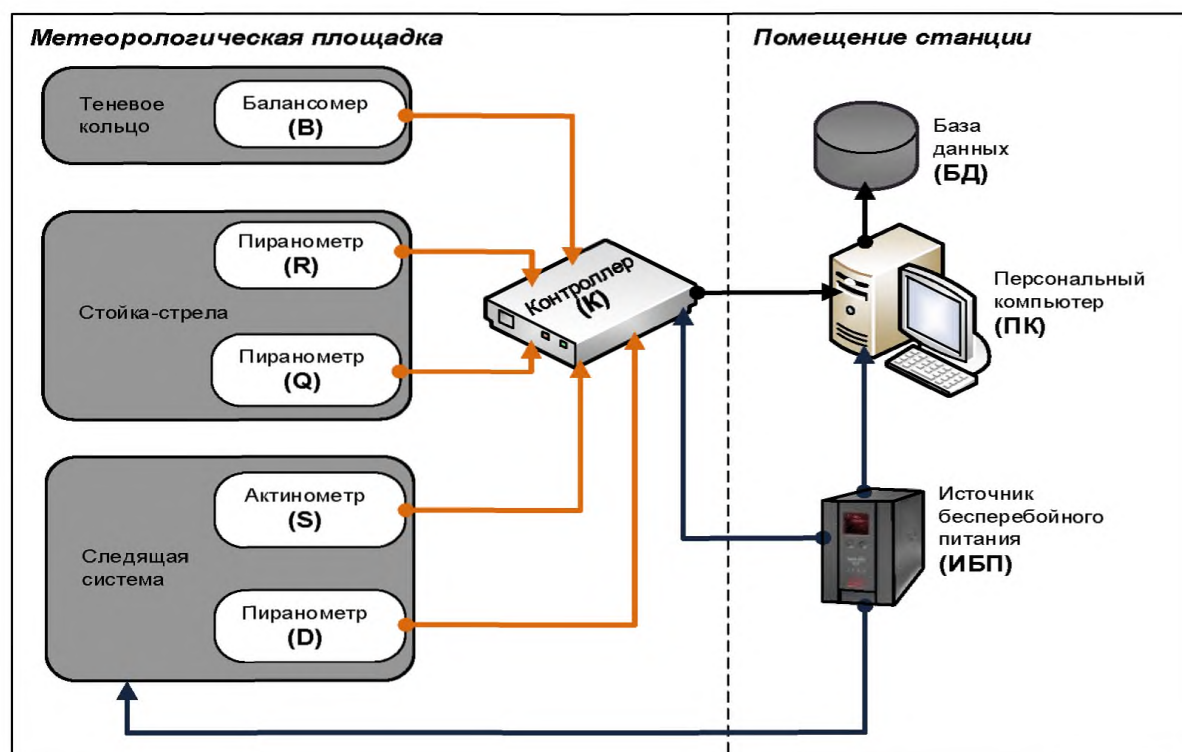 Метеорологическая площадка
Помещение станции
Теневое
кольцо
Балансомер
(B)
Стойка-стрела
Пиранометр
(R)
Пиранометр
(Q)
Следящая
система
Актинометр
(S)
Пиранометр
(D)
Контроллер
(К)
База
данных
(БД)
Персональный
компьютер
(ПК)
Источник
бесперебойного
питания
(ИБП)